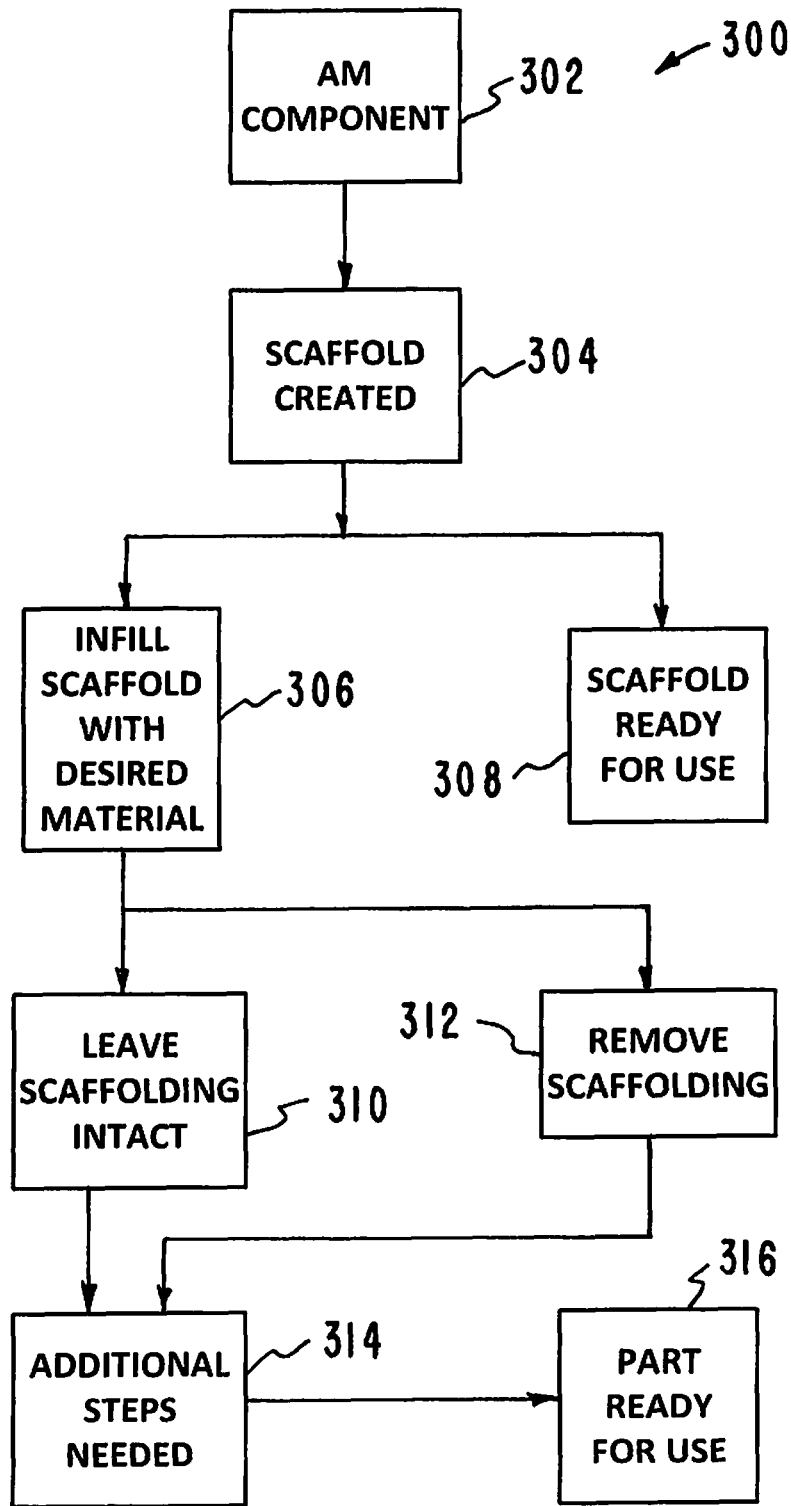 300
AM
COMPONENT
302
SCAFFOLD
CREATED
304
INFILL
SCAFFOLD
WITH
DESIRED
MATERIAL
306
SCAFFOLD
READY
FOR USE
308
LEAVE
SCAFFOLDING
INTACT
310
312
REMOVE
SCAFFOLDING
ADDITIONAL
STEPS
NEEDED
314
316
PART
READY
FOR USE